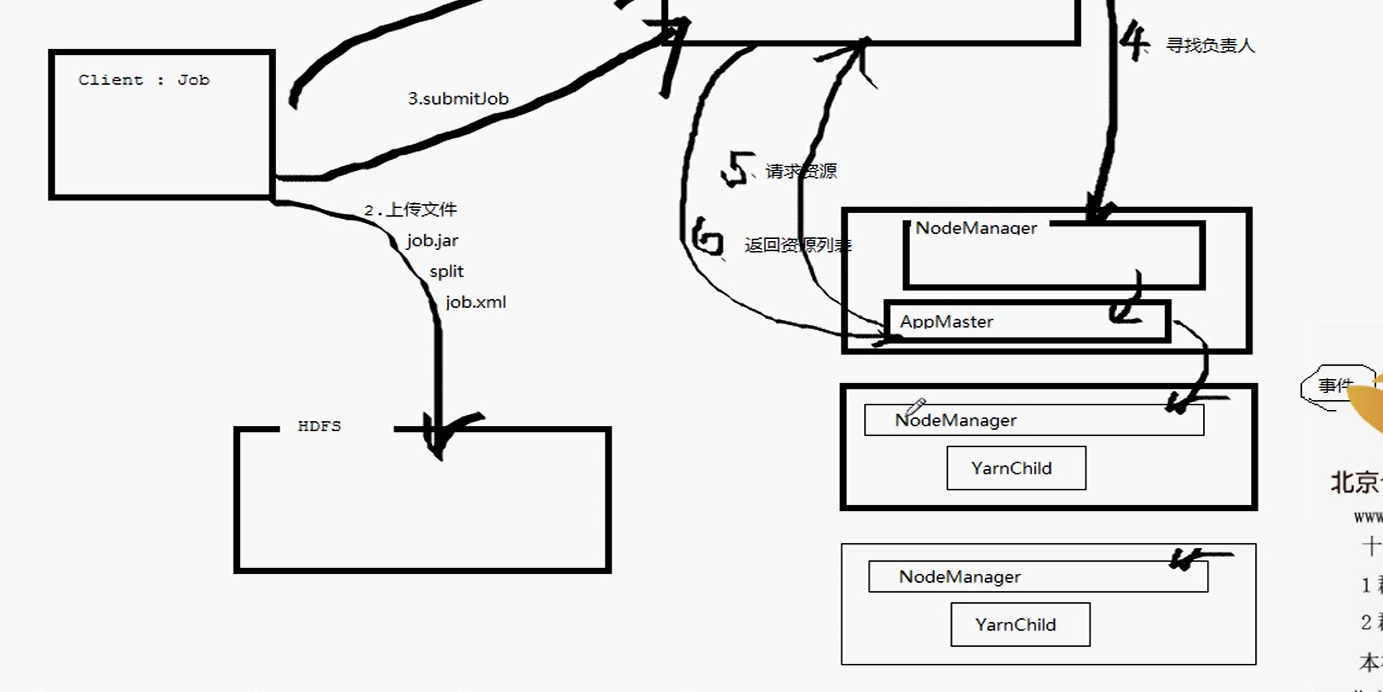 Client : Job
3.submitJob
4、 寻找负责人
5、请求资源
2.上传文件
job.jar
split
job.xml
6、 返回资源列表
NodeManager
AppMaster
事件
NodeManager
HDFS
YarnChild
北京
www
十
NodeManager
1
YarnChild
2
本